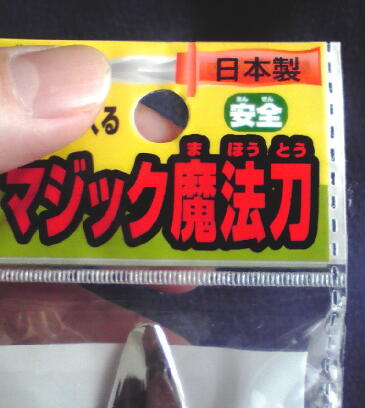 日本製
あんぜん
安全
る
まほうとう
マジック魔法刀